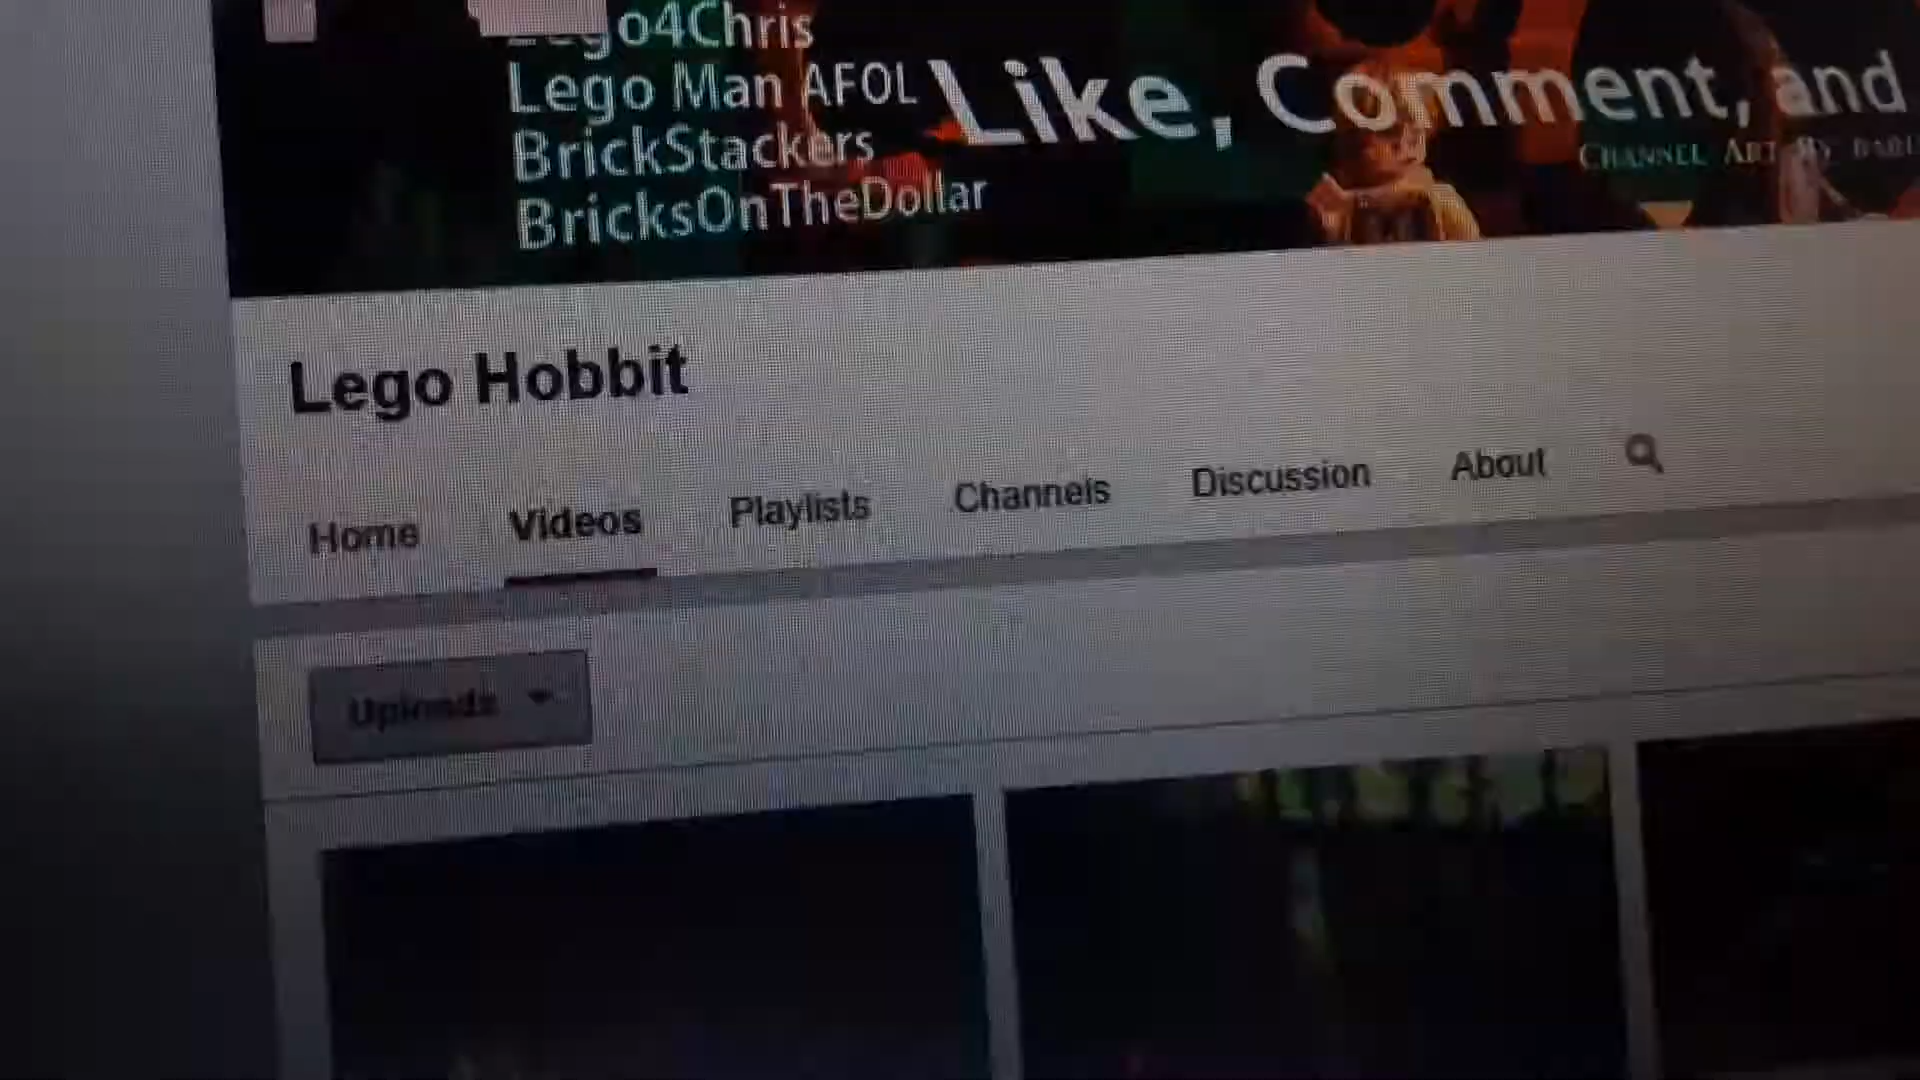 Lego4Chris
Lego Man AFOL
BrickStackers
BricksOnTheDollar
Like, Comment, and
CHANNEL ART BY
Lego Hobbit
Home Videos Playlists Channels Discussion About
Uploads